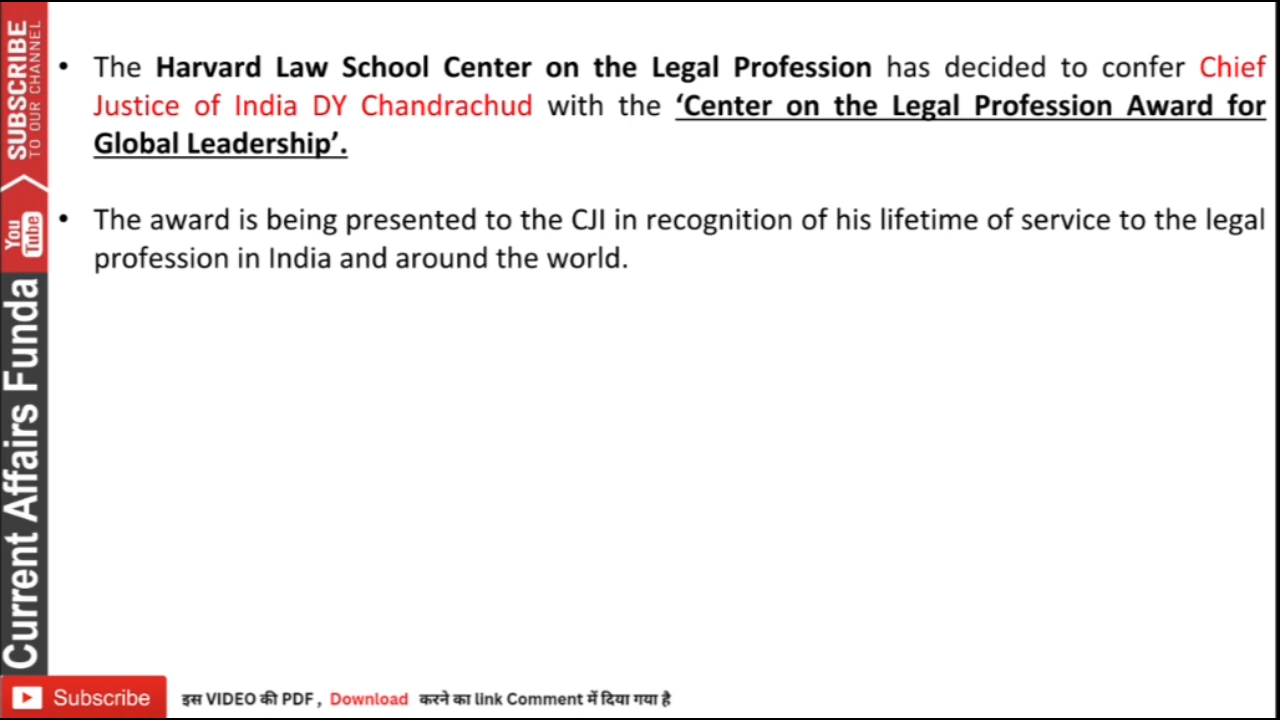 • The Harvard Law School Center on the Legal Profession has decided to confer Chief
Justice of India DY Chandrachud with the ‘Center on the Legal Profession Award for
Global Leadership’.
• The award is being presented to the CJI in recognition of his lifetime of service to the legal
profession in India and around the world.
SUBSCRIBE
TO OUR CHANNEL
You
Tube
Current Affairs Funda
Subscribe
इस VIDEO की PDF , Download करने का link Comment में दिया गया है